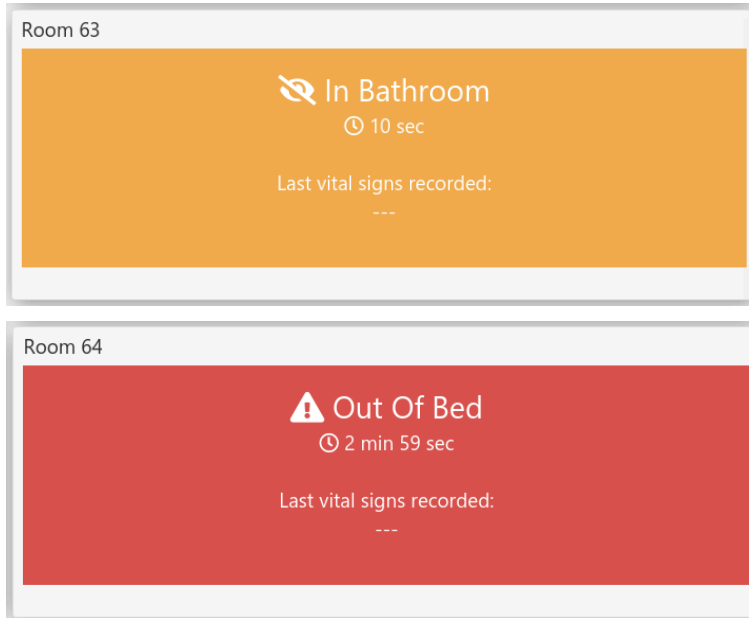 Room 63
In Bathroom
10 sec
Last vital signs recorded:
---
Room 64
Out Of Bed
2 min 59 sec
Last vital signs recorded:
---